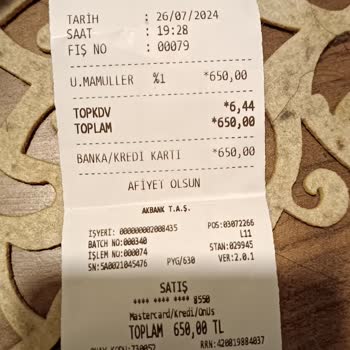 TARİH : 26/07/2024
SAAT : 19:28
FİŞ NO : 00079
U.MAMULLER %1 *650,00
TOPKDV *6,44
TOPLAM *650,00
BANKA/KREDİ KARTI *650,00
AFİYET OLSUN
AKBANK T.A.Ş.
İŞYERİ: 000000002008435 POS:03072266
BATCH NO:000340 L11
İŞLEM NO:00074 STAN:029945
SN:5A0021045476 PYG/630 VER:2.0.1
SATIŞ
**** **** **** 8550
Mastercard/Kredi/Onüs
TOPLAM 650,00 TL
RRN:420819884037